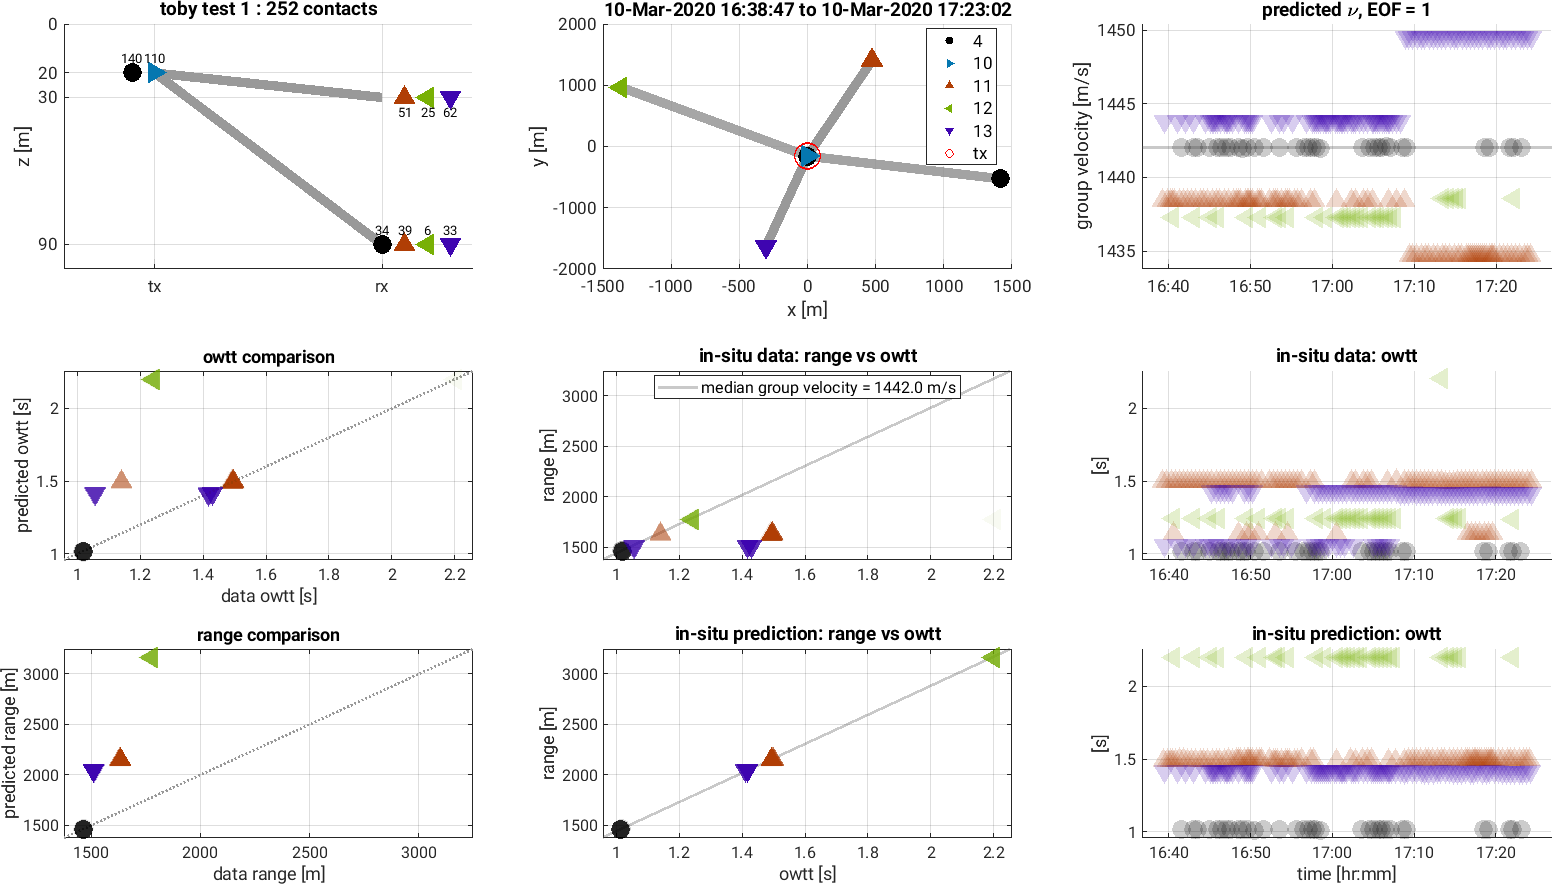 toby test 1 : 252 contacts
0
20
30
90
z [m]
140 110
51 25 62
34 39 6 33
tx rx
10-Mar-2020 16:38:47 to 10-Mar-2020 17:23:02
2000
1000
0
-1000
-2000
y [m]
4
10
11
12
13
tx
-1500 -1000 -500 0 500 1000 1500
x [m]
predicted ν, EOF = 1
1450
1445
1440
1435
group velocity [m/s]
16:40 16:50 17:00 17:10 17:20
owtt comparison
2
1.5
1
predicted owtt [s]
1 1.2 1.4 1.6 1.8 2 2.2
data owtt [s]
in-situ data: range vs owtt
median group velocity = 1442.0 m/s
3000
2500
2000
1500
range [m]
1 1.2 1.4 1.6 1.8 2 2.2
in-situ data: owtt
2
1.5
1
[s]
16:40 16:50 17:00 17:10 17:20
range comparison
3000
2500
2000
1500
predicted range [m]
1500 2000 2500 3000
data range [m]
in-situ prediction: range vs owtt
3000
2500
2000
1500
range [m]
1 1.2 1.4 1.6 1.8 2 2.2
owtt [s]
in-situ prediction: owtt
2
1.5
1
[s]
16:40 16:50 17:00 17:10 17:20
time [hr:mm]